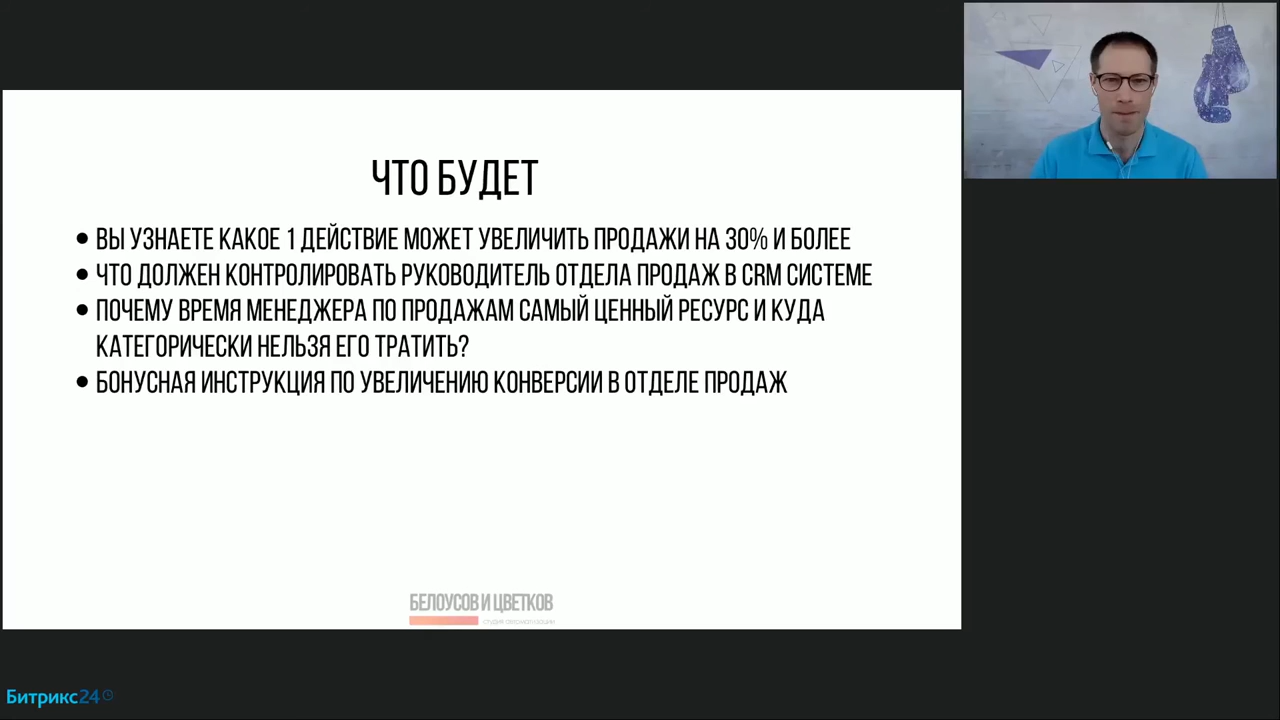 ЧТО БУДЕТ
• ВЫ УЗНАЕТЕ КАКОЕ 1 ДЕЙСТВИЕ МОЖЕТ УВЕЛИЧИТЬ ПРОДАЖИ НА 30% И БОЛЕЕ
• ЧТО ДОЛЖЕН КОНТРОЛИРОВАТЬ РУКОВОДИТЕЛЬ ОТДЕЛА ПРОДАЖ В CRM СИСТЕМЕ
• ПОЧЕМУ ВРЕМЯ МЕНЕДЖЕРА ПО ПРОДАЖАМ САМЫЙ ЦЕННЫЙ РЕСУРС И КУДА
КАТЕГОРИЧЕСКИ НЕЛЬЗЯ ЕГО ТРАТИТЬ?
• БОНУСНАЯ ИНСТРУКЦИЯ ПО УВЕЛИЧЕНИЮ КОНВЕРСИИ В ОТДЕЛЕ ПРОДАЖ
БЕЛОУСОВ И ЦВЕТКОВ
студия
Битрикс24